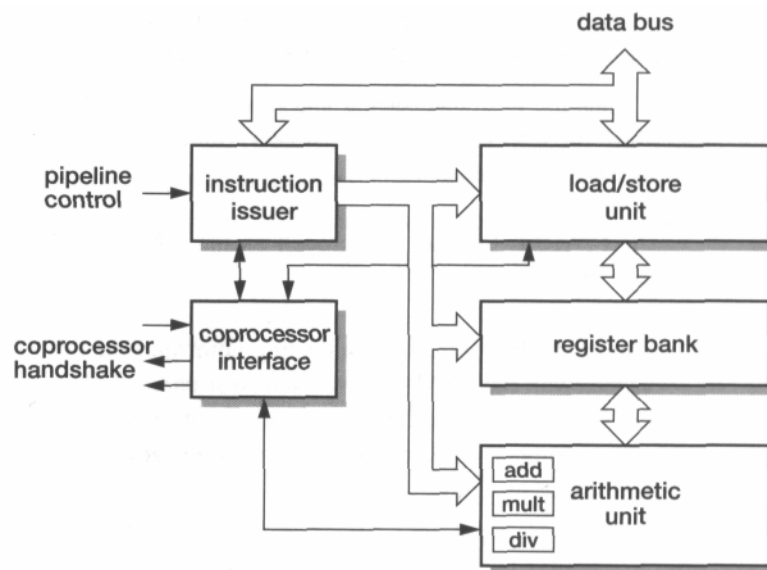 data bus
pipeline
control
instruction
issuer
load/store
unit
coprocessor
handshake
coprocessor
interface
register bank
add
mult
div
arithmetic
unit